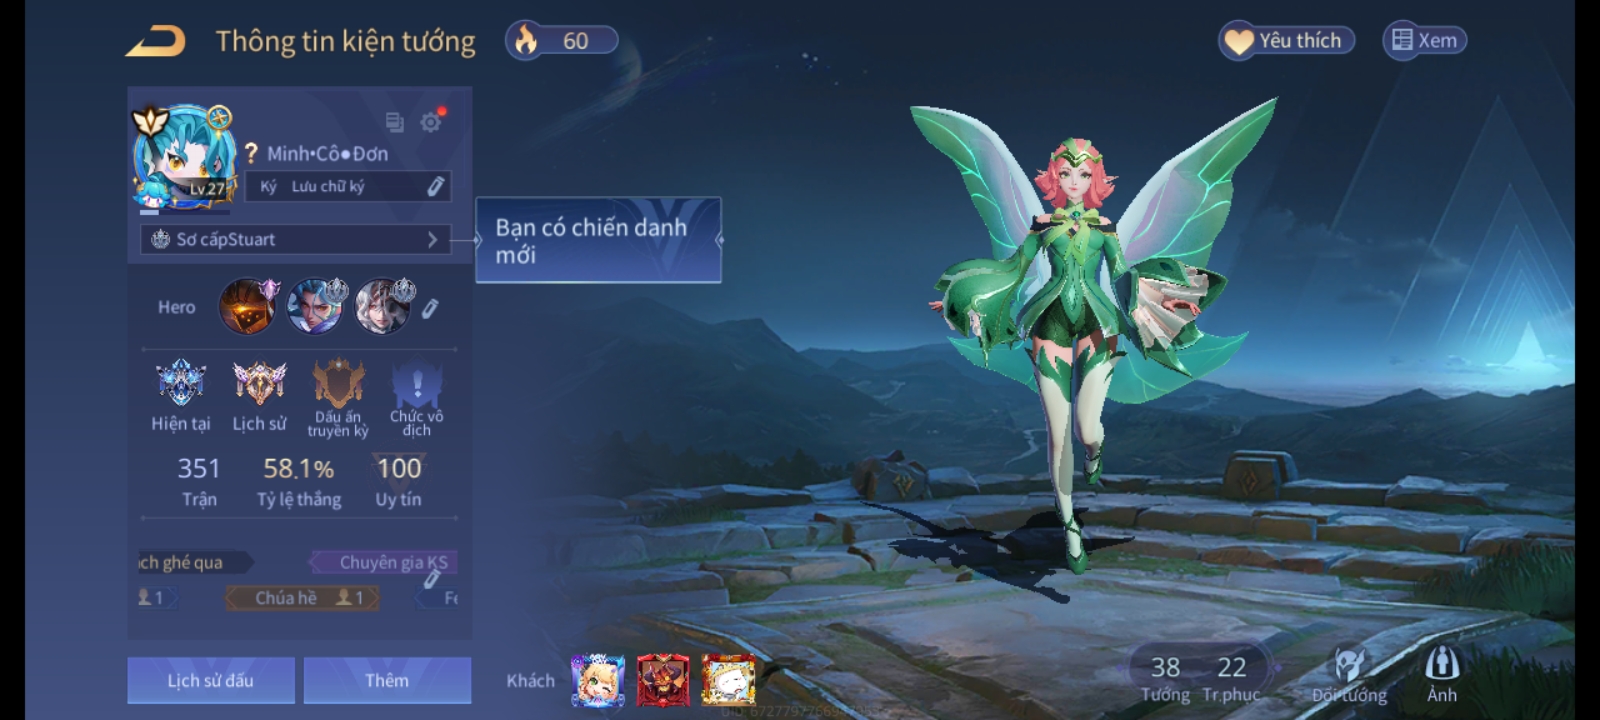 Thông tin kiện tướng
60
Yêu thích
Xem
? Minh•Cô●Đơn
Lv.27
Ký Lưu chữ ký
Sơ cấpStuart
Bạn có chiến danh
mới
Hero
Hiện tại
Lịch sử
Dấu ấn
truyền kỳ
Chức vô
địch
351
58.1%
100
Trận
Tỷ lệ thắng
Uy tín
ch ghé qua
Chuyên gia KS
1
Chúa hề 1
Fe
Lịch sử đấu
Thêm
Khách
38
22
Tướng
Tr.phục
Đổi tướng
Ảnh